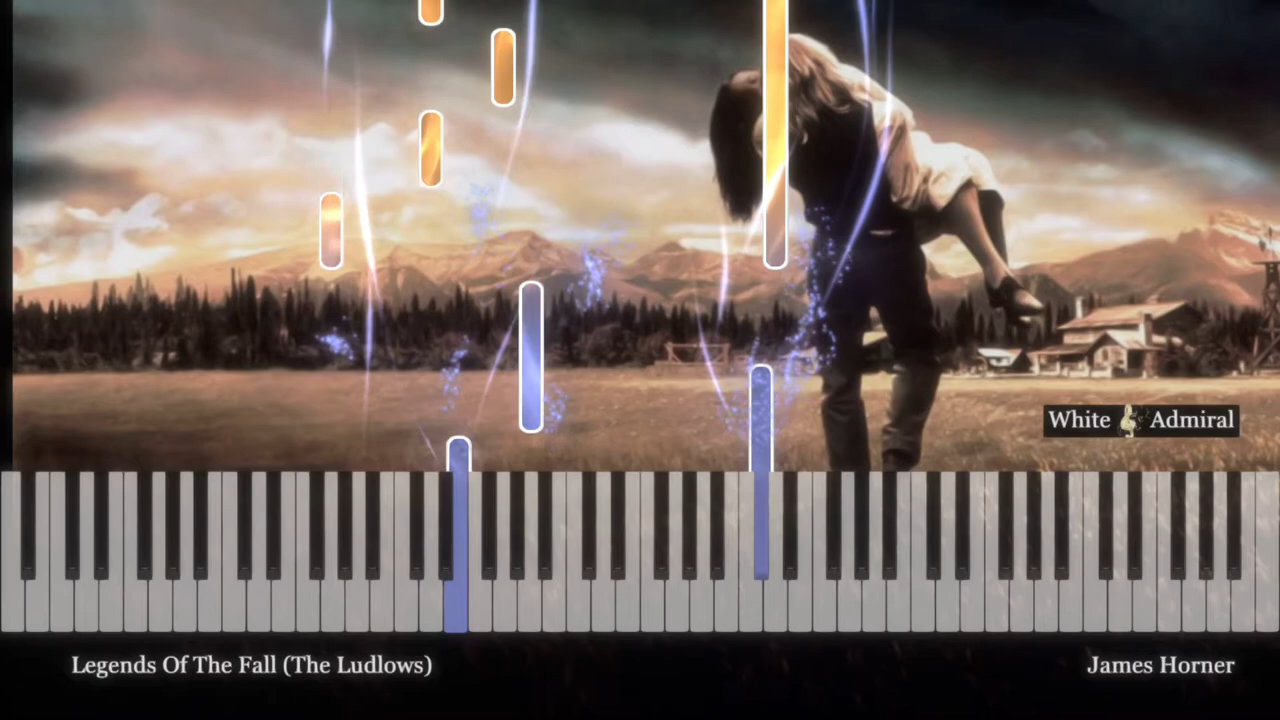 White Admiral
Legends Of The Fall (The Ludlows)
James Horner